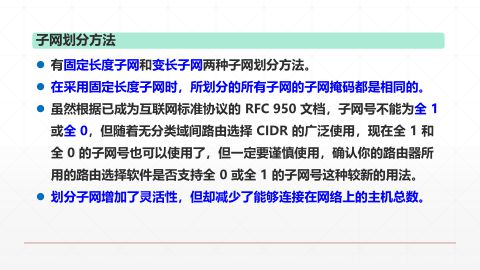 子网划分方法
有固定长度子网和变长子网两种子网划分方法。
在采用固定长度子网时，所划分的所有子网的子网掩码都是相同的。
虽然根据已成为互联网标准协议的 RFC 950 文档，子网号不能为全 1
或全 0，但随着无分类域间路由选择 CIDR 的广泛使用，现在全 1 和
全 0 的子网号也可以使用了，但一定要谨慎使用，确认你的路由器所
用的路由选择软件是否支持全 0 或全 1 的子网号这种较新的用法。
划分子网增加了灵活性，但却减少了能够连接在网络上的主机总数。